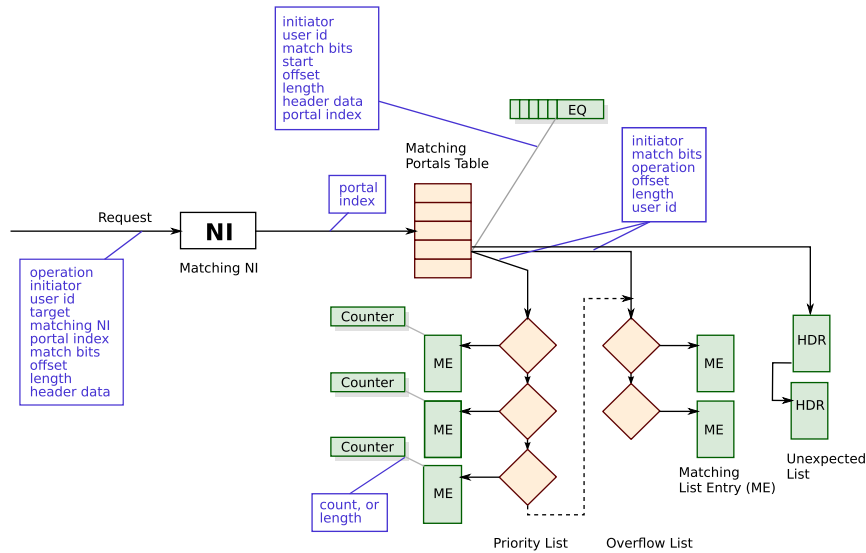 initiator
user id
match bits
start
offset
length
header data
portal index
EQ
initiator
match bits
operation
offset
length
user id
Matching
Portals Table
portal
index
Request
NI
Matching NI
operation
initiator
user id
target
matching NI
portal index
match bits
offset
length
header data
Counter
ME
ME
HDR
Counter
ME
ME
HDR
Counter
ME
Matching
List Entry (ME)
Unexpected
List
count, or
length
Priority List
Overflow List